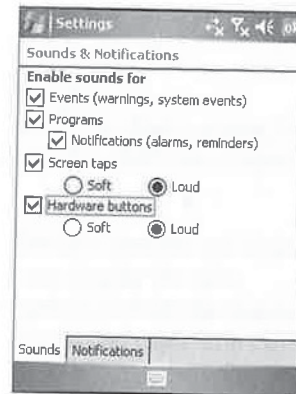 Settings
ok
Sounds & Notifications
Enable sounds for
Events (warnings, system events)
Programs
Notifications (alarms, reminders)
Screen taps
Soft Loud
Hardware buttons
Soft Loud
Sounds Notifications